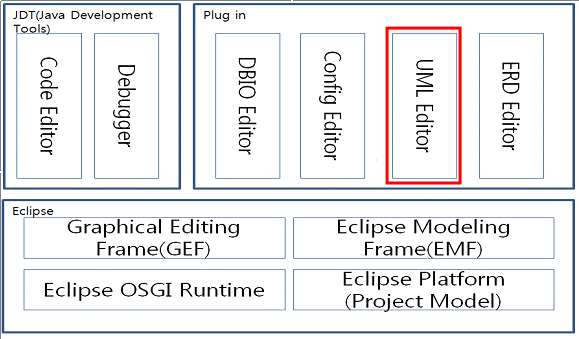 JDT(Java Development
Tools)
Code Editor
Debugger
Plug in
DBIO Editor
Config Editor
UML Editor
ERD Editor
Eclipse
Graphical Editing
Frame(GEF)
Eclipse Modeling
Frame(EMF)
Eclipse OSGI Runtime
Eclipse Platform
(Project Model)